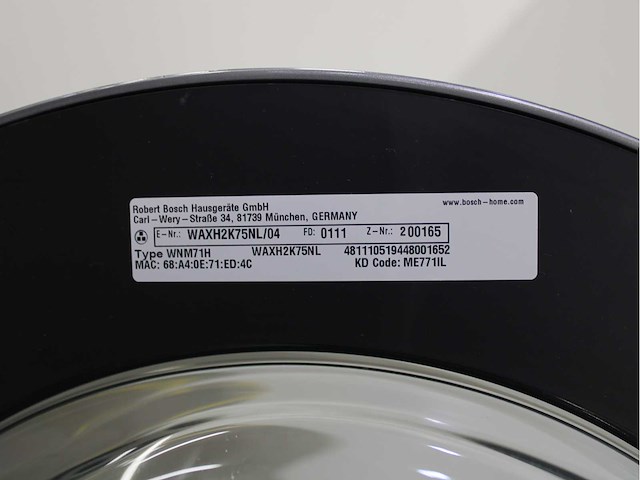 Robert Bosch Hausgeräte GmbH www.bosch-home.com
Carl-Wery-Straße 34, 81739 München, GERMANY
E-Nr.: WAXH2K75NL/04 FD: 0111 Z-Nr.: 200165
Type WNM71H WAXH2K75NL 481110519448001652
MAC: 68:A4:0E:71:ED:4C KD Code: ME771IL